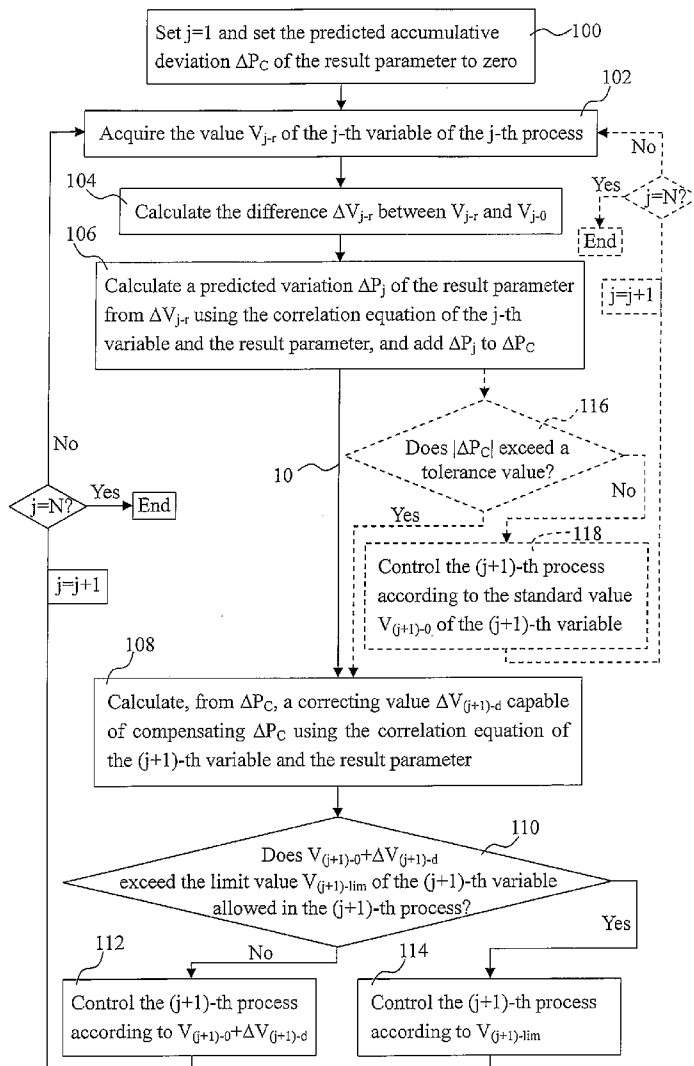 Set j=1 and set the predicted accumulative
deviation ΔP_C of the result parameter to zero
100
102
Acquire the value V_{j-r} of the j-th variable of the j-th process
No
104
Calculate the difference ΔV_{j-r} between V_{j-r} and V_{j-0}
Yes
j=N?
End
106
Calculate a predicted variation ΔP_j of the result parameter
from ΔV_{j-r} using the correlation equation of the j-th
variable and the result parameter, and add ΔP_j to ΔP_C
j=j+1
116
Does |ΔP_C| exceed a
tolerance value?
No
10
No
Yes
j=N?
Yes
End
118
Control the (j+1)-th process
according to the standard value
V_{(j+1)-0} of the (j+1)-th variable
j=j+1
108
Calculate, from ΔP_C, a correcting value ΔV_{(j+1)-d} capable
of compensating ΔP_C using the correlation equation of
the (j+1)-th variable and the result parameter
110
Does V_{(j+1)-0}+ΔV_{(j+1)-d}
exceed the limit value V_{(j+1)-lim} of the (j+1)-th variable
allowed in the (j+1)-th process?
Yes
No
112
Control the (j+1)-th process
according to V_{(j+1)-0}+ΔV_{(j+1)-d}
114
Control the (j+1)-th process
according to V_{(j+1)-lim}